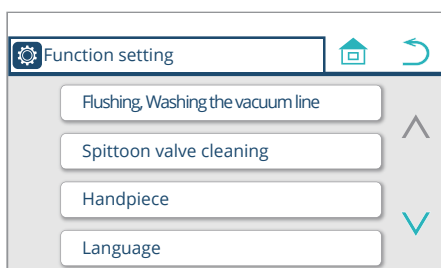 Function setting
Flushing, Washing the vacuum line
Spittoon valve cleaning
Handpiece
Language